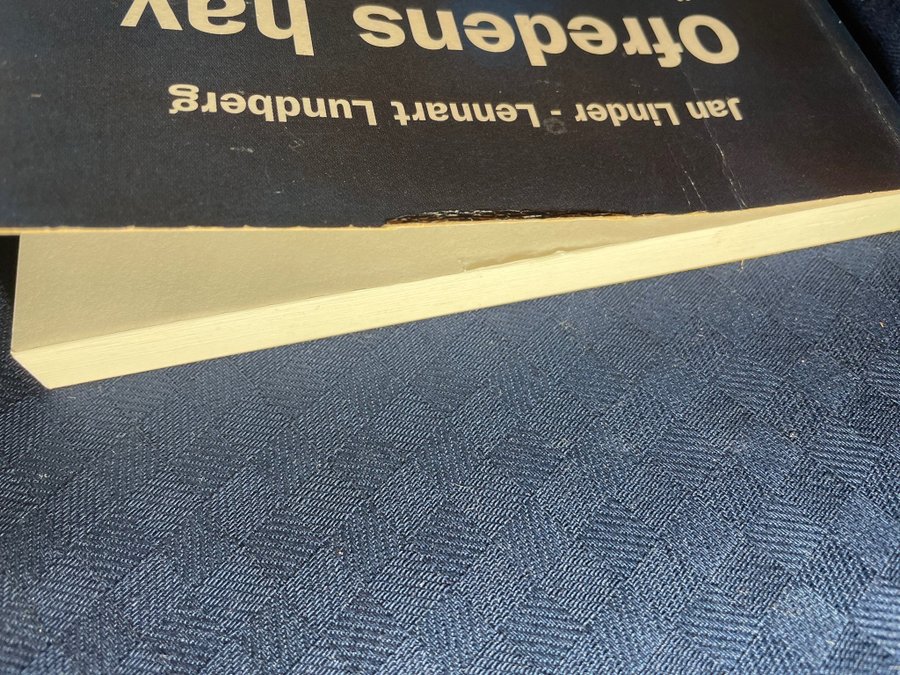 Jan Linder - Lennart Lundberg
Ofredens hav